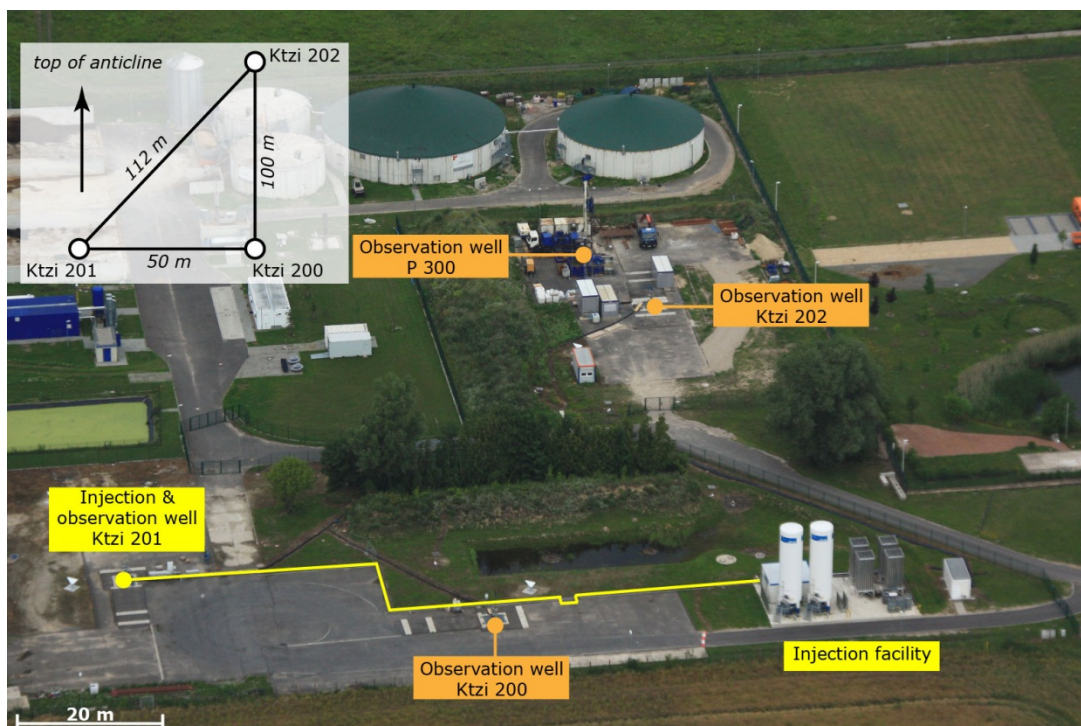 top of anticline
Ktzi 202
112 m
100 m
Ktzi 201
50 m
Ktzi 200
Observation well
P 300
Observation well
Ktzi 202
Injection &
observation well
Ktzi 201
Observation well
Ktzi 200
Injection facility
20 m